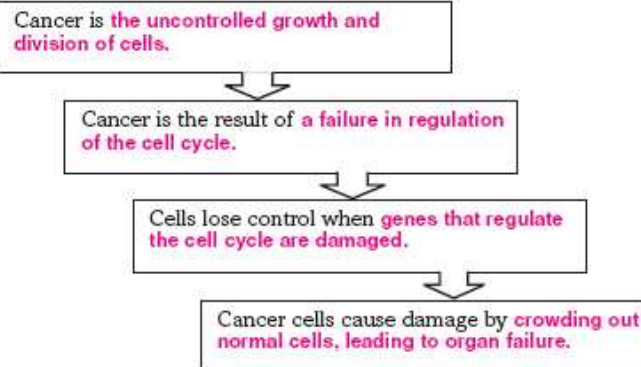 Cancer is the uncontrolled growth and
division of cells.
Cancer is the result of a failure in regulation
of the cell cycle.
Cells lose control when genes that regulate
the cell cycle are damaged.
Cancer cells cause damage by crowding out
normal cells, leading to organ failure.